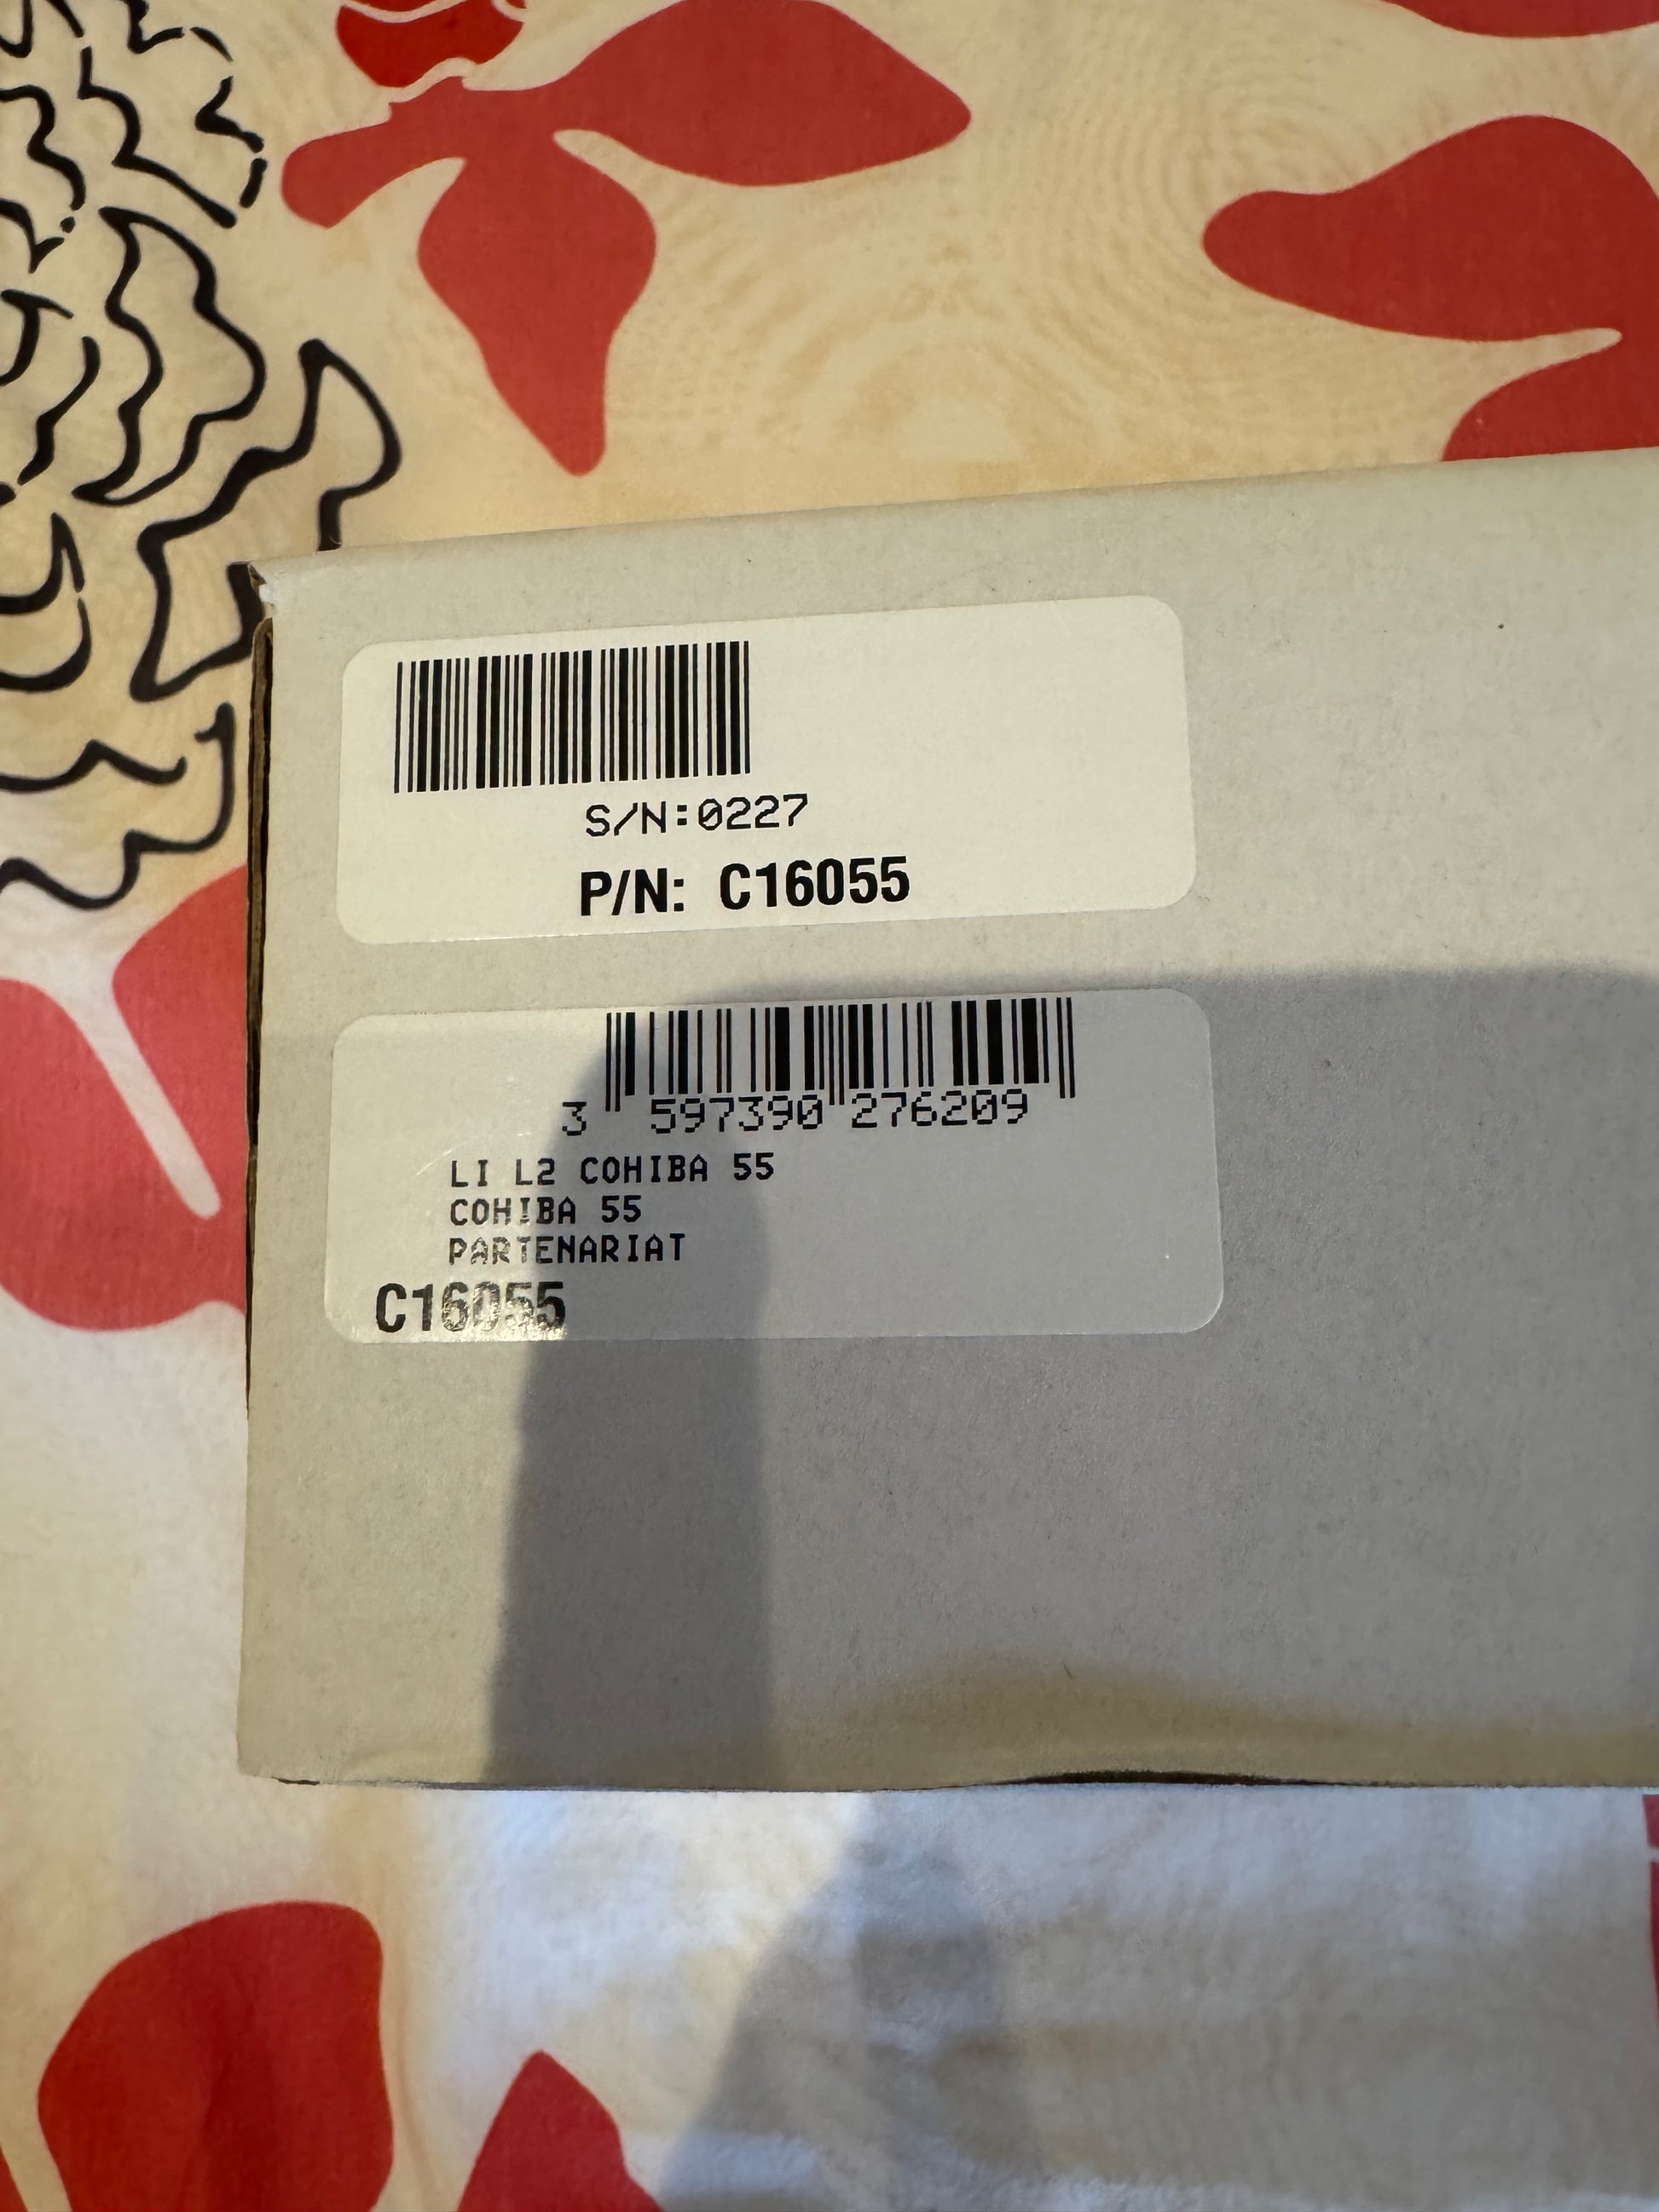 S/N:0227
P/N: C16055
3 597390 276209
LI L2 COHIBA 55
COHIBA 55
PARTENARIAT
C16055